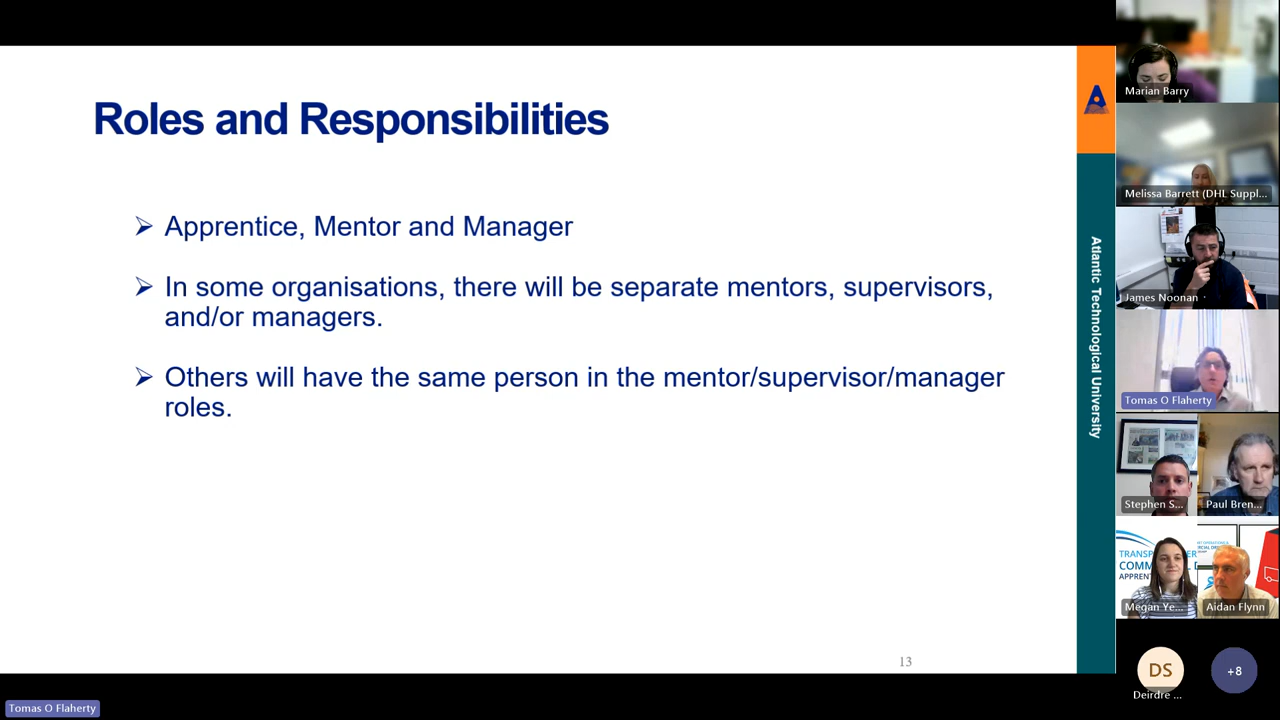 Roles and Responsibilities
Apprentice, Mentor and Manager
In some organisations, there will be separate mentors, supervisors,
and/or managers.
Others will have the same person in the mentor/supervisor/manager
roles.
13
Atlantic Technological University
Marian Barry
Melissa Barrett (DHL Suppl...
James Noonan
Tomas O Flaherty
Stephen S...
Paul Bren...
TRANSP
COMM
APPREN
Megan Ye...
Aidan Flynn
DS
Deirdre ...
+8
Tomas O Flaherty